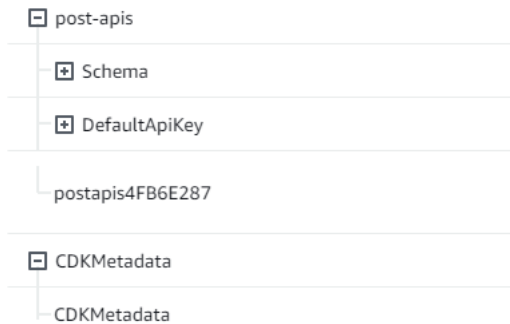 post-apis
Schema
DefaultApiKey
postapis4FB6E287
CDKMetadata
CDKMetadata